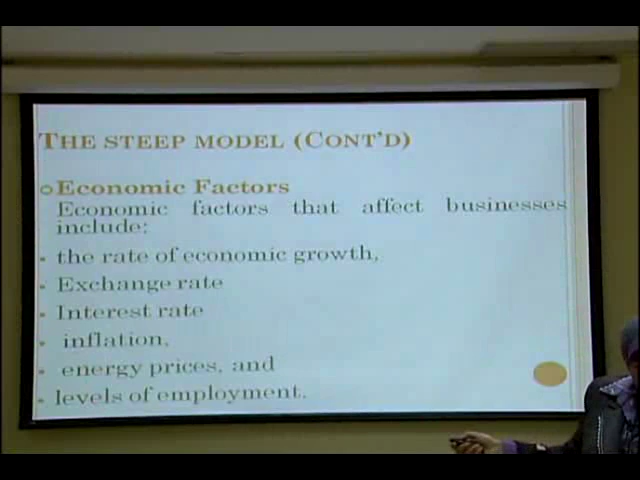 THE STEEP MODEL (CONT'D)
Economic Factors
Economic factors that affect businesses
include:
the rate of economic growth,
Exchange rate
Interest rate
inflation,
energy prices, and
levels of employment.